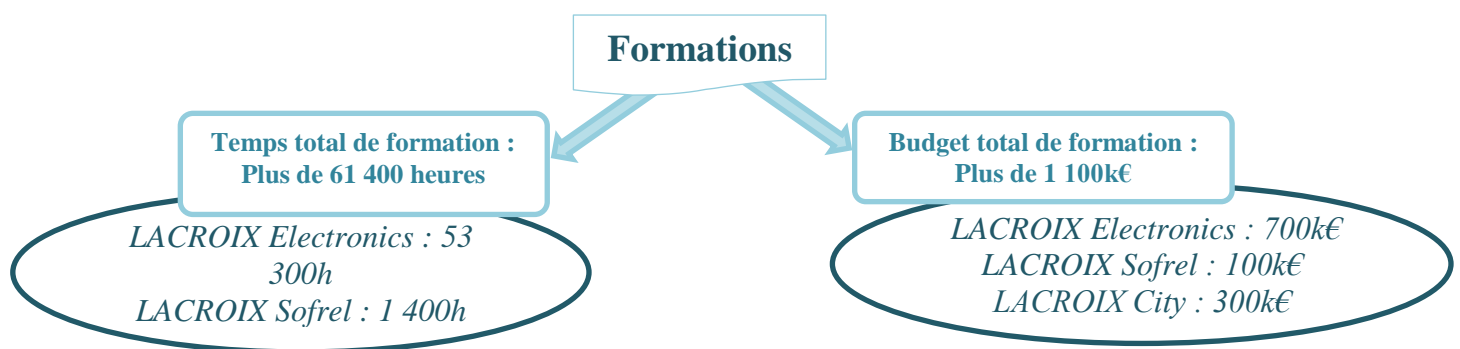 Formations
Temps total de formation :
Plus de 61 400 heures
LACROIX Electronics : 53
300h
LACROIX Sofrel : 1 400h
Budget total de formation :
Plus de 1 100k€
LACROIX Electronics : 700k€
LACROIX Sofrel : 100k€
LACROIX City : 300k€